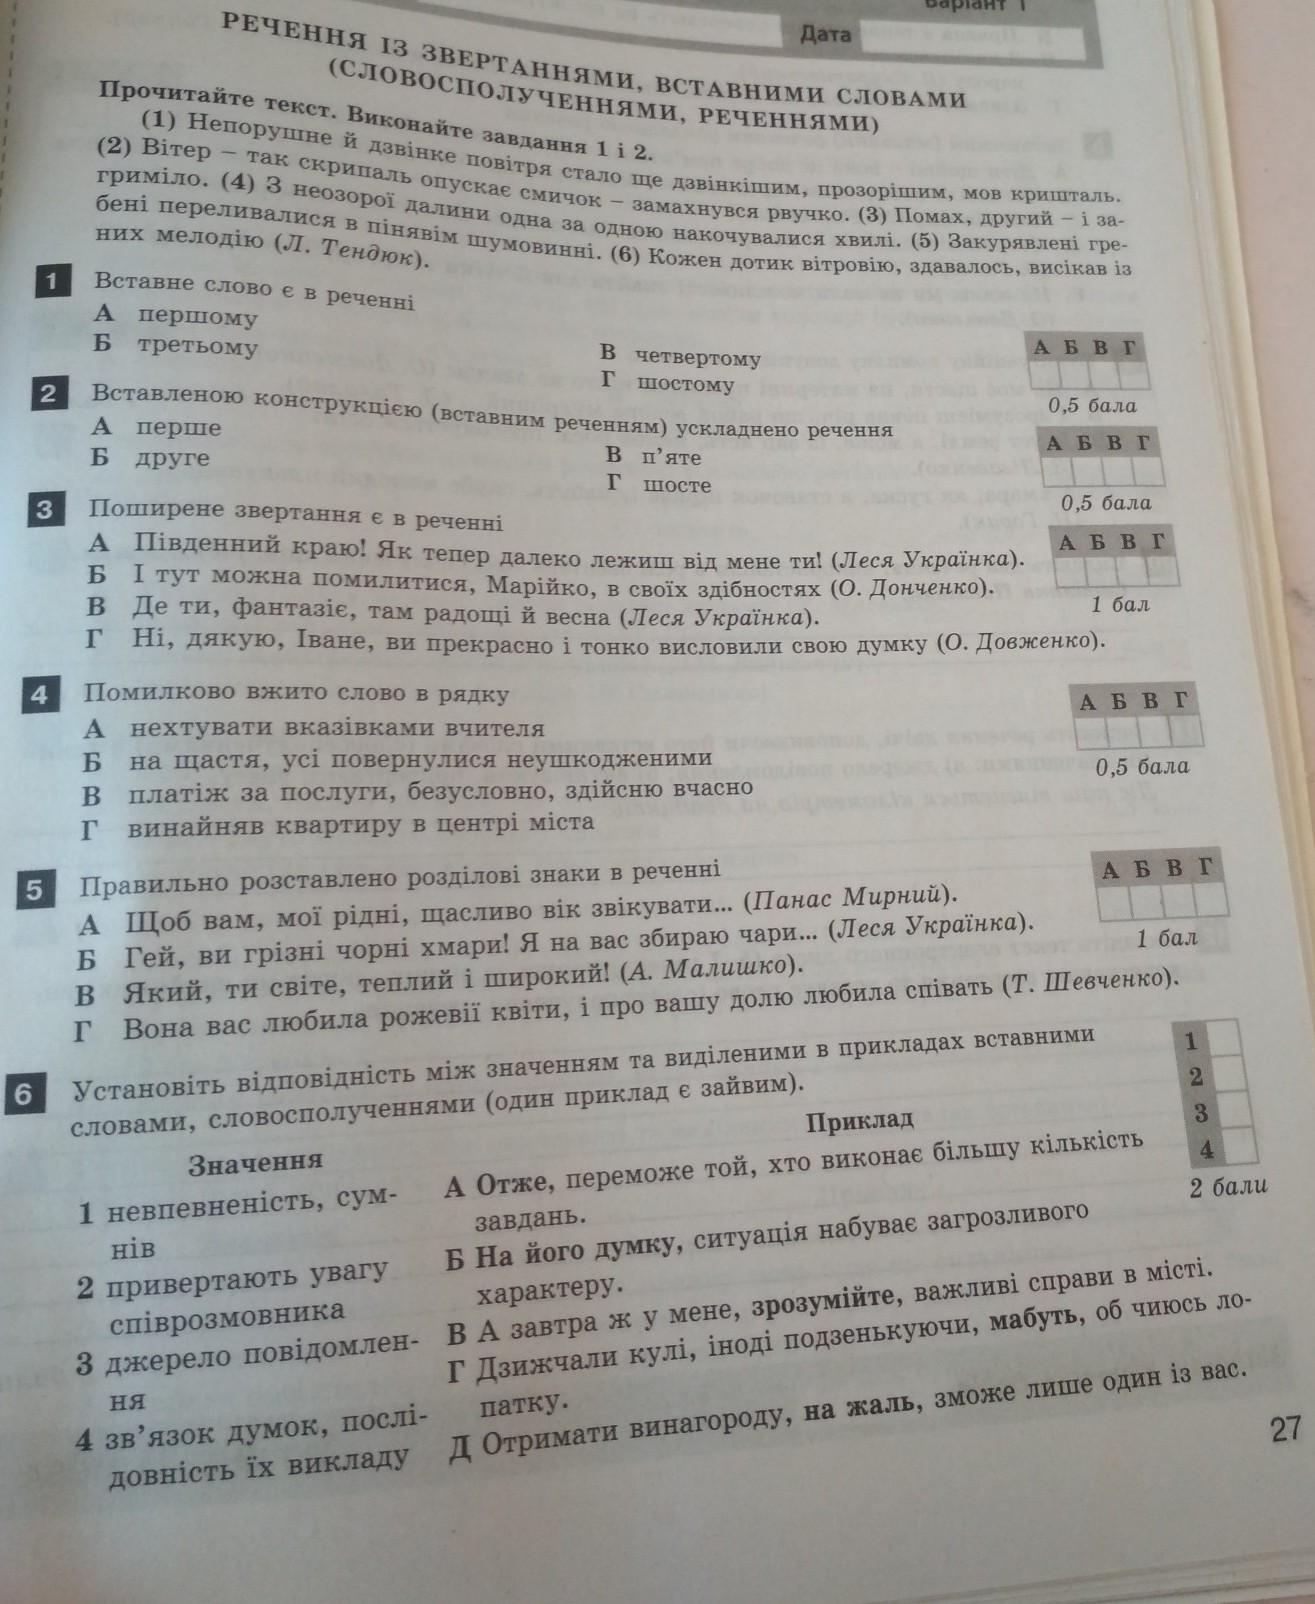 Варіант 1
Дата
РЕЧЕННЯ ІЗ ЗВЕРТАННЯМИ, ВСТАВНИМИ СЛОВАМИ
(СЛОВОСПОЛУЧЕННЯМИ, РЕЧЕННЯМИ)
Прочитайте текст. Виконайте завдання 1 і 2.
(1) Непорушне й дзвінке повітря стало ще дзвінкішим, прозорішим, мов кришталь.
(2) Вітер – так скрипаль опускає смичок – замахнувся рвучко. (3) Помах, другий – і за-
гриміло. (4) З неозорої далини одна за одною накочувалися хвилі. (5) Закурявлені гре-
бені переливалися в пінявім шумовинні. (6) Кожен дотик вітровію, здавалось, висікав із
них мелодію (Л. Тендюк).
1 Вставне слово є в реченні
А першому
Б третьому
В четвертому
Г шостому
А Б В Г
0,5 бала
2 Вставленою конструкцією (вставним реченням) ускладнено речення
А перше
Б друге
В п’яте
Г шосте
А Б В Г
0,5 бала
3 Поширене звертання є в реченні
А Південний краю! Як тепер далеко лежиш від мене ти! (Леся Українка).
Б І тут можна помилитися, Марійко, в своїх здібностях (О. Донченко).
В Де ти, фантазіє, там радощі й весна (Леся Українка).
Г Ні, дякую, Іване, ви прекрасно і тонко висловили свою думку (О. Довженко).
А Б В Г
1 бал
4 Помилково вжито слово в рядку
А нехтувати вказівками вчителя
Б на щастя, усі повернулися неушкодженими
В платіж за послуги, безусловно, здійсню вчасно
Г винайняв квартиру в центрі міста
А Б В Г
0,5 бала
5 Правильно розставлено розділові знаки в реченні
А Щоб вам, мої рідні, щасливо вік звікувати... (Панас Мирний).
Б Гей, ви грізні чорні хмари! Я на вас збираю чари... (Леся Українка).
В Який, ти світе, теплий і широкий! (А. Малишко).
Г Вона вас любила рожевії квіти, і про вашу долю любила співать (Т. Шевченко).
А Б В Г
1 бал
6 Установіть відповідність між значенням та виділеними в прикладах вставними
словами, словосполученнями (один приклад є зайвим).
Значення
1 невпевненість, сум-
нів
2 привертають увагу
співрозмовника
3 джерело повідомлен-
ня
4 зв’язок думок, послі-
довність їх викладу
Приклад
А Отже, переможе той, хто виконає більшу кількість
завдань.
Б На його думку, ситуація набуває загрозливого
характеру.
В А завтра ж у мене, зрозумійте, важливі справи в місті.
Г Дзижчали кулі, іноді подзенькуючи, мабуть, об чиюсь ло-
патку.
Д Отримати винагороду, на жаль, зможе лише один із вас.
1
2
3
4
2 бали
27